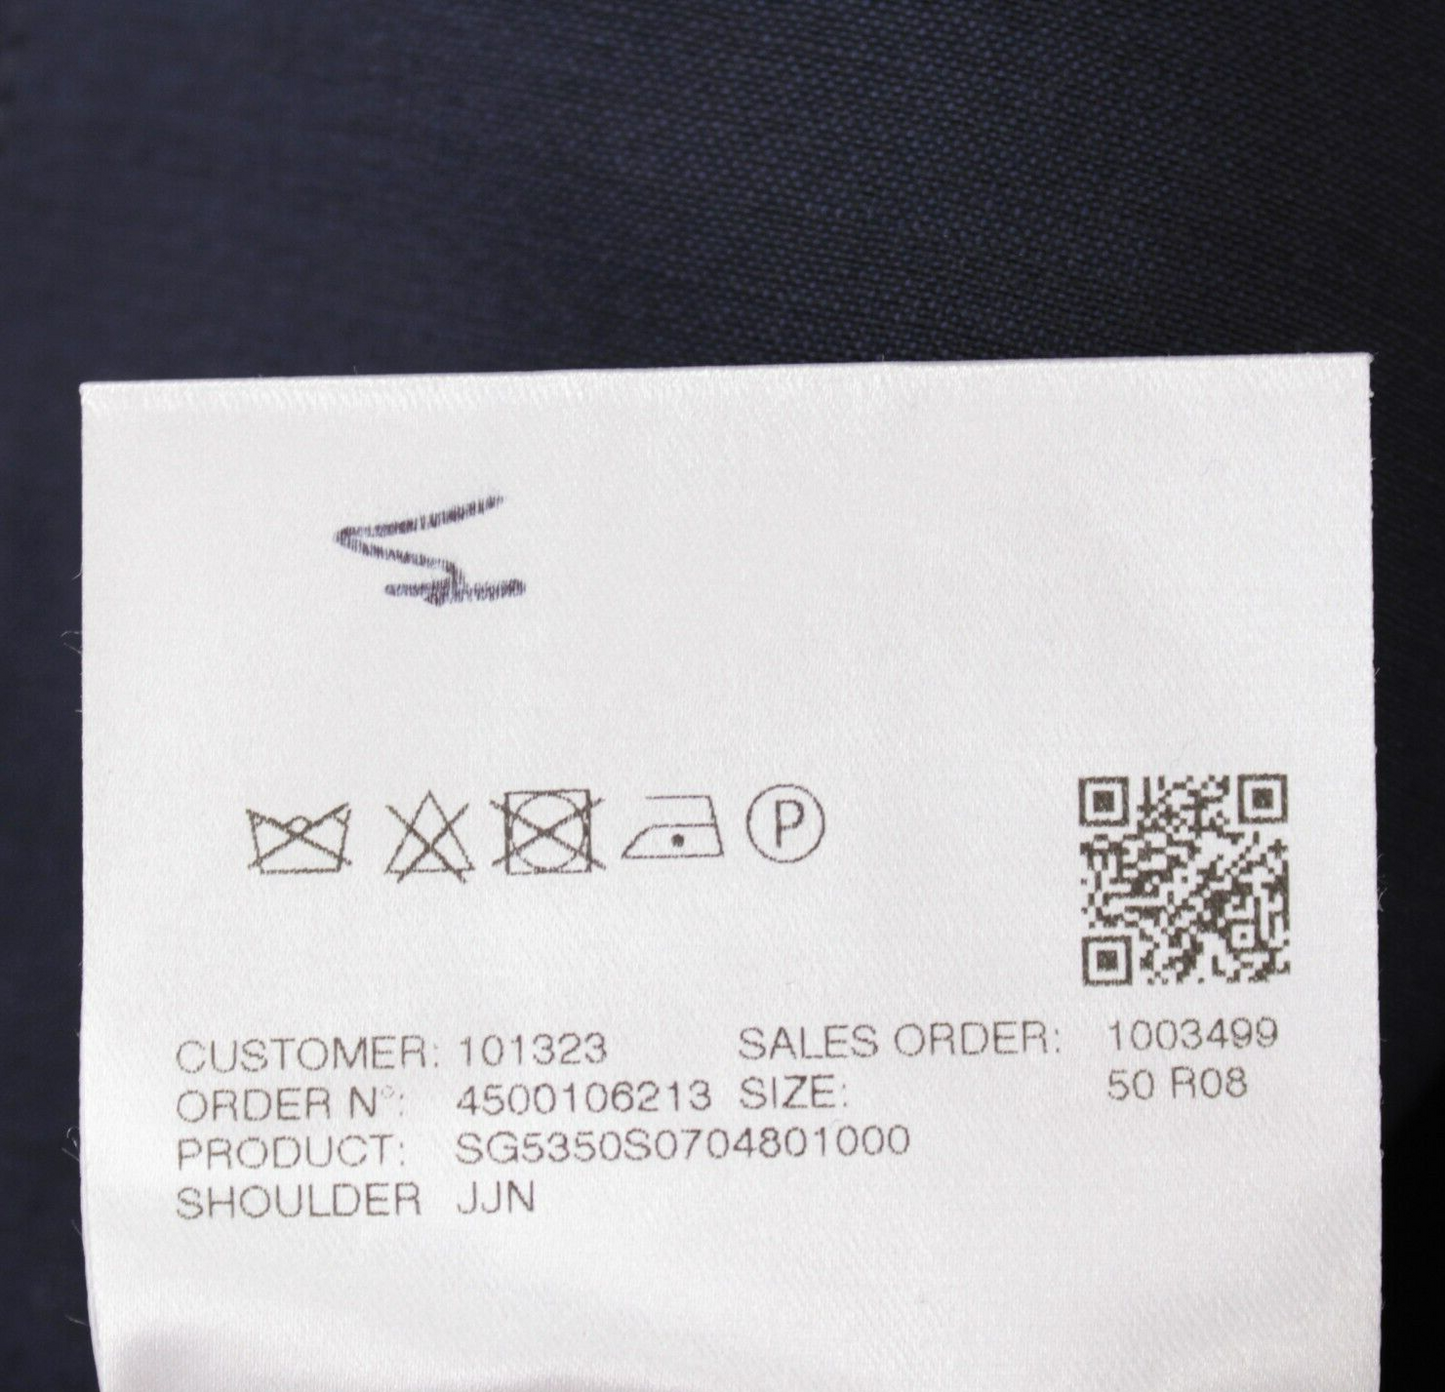 P
CUSTOMER: 101323 SALES ORDER: 1003499
ORDER N°: 4500106213 SIZE: 50 R08
PRODUCT: SG5350S0704801000
SHOULDER JJN